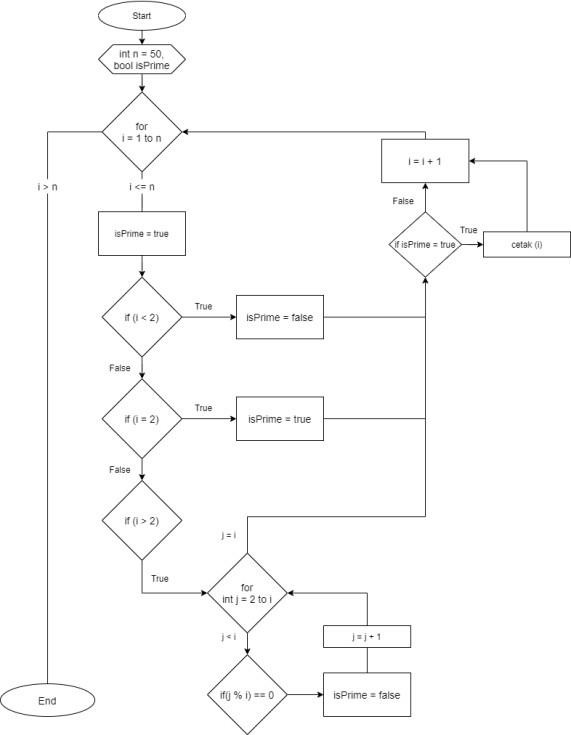 Start
int n = 50,
bool isPrime
for
i = 1 to n
i > n
i <= n
i = i + 1
False
if isPrime = true
True
cetak (i)
isPrime = true
if (i < 2)
True
isPrime = false
False
if (i = 2)
True
isPrime = true
False
if (i > 2)
True
j = i
for
int j = 2 to i
j < i
j = j + 1
if(j % i) == 0
isPrime = false
End